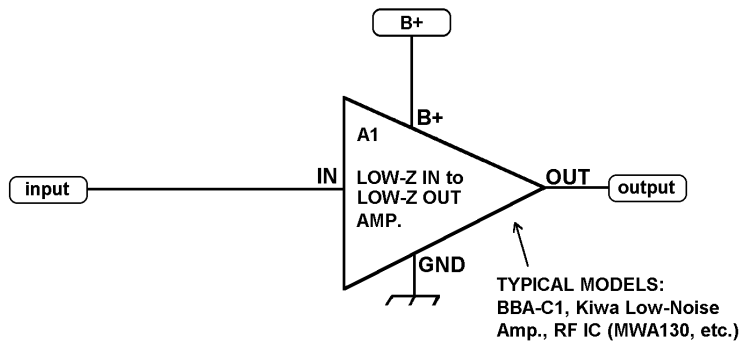 B+
B+
A1
IN
LOW-Z IN to
LOW-Z OUT
AMP.
input
OUT
output
GND
TYPICAL MODELS:
BBA-C1, Kiwa Low-Noise
Amp., RF IC (MWA130, etc.)